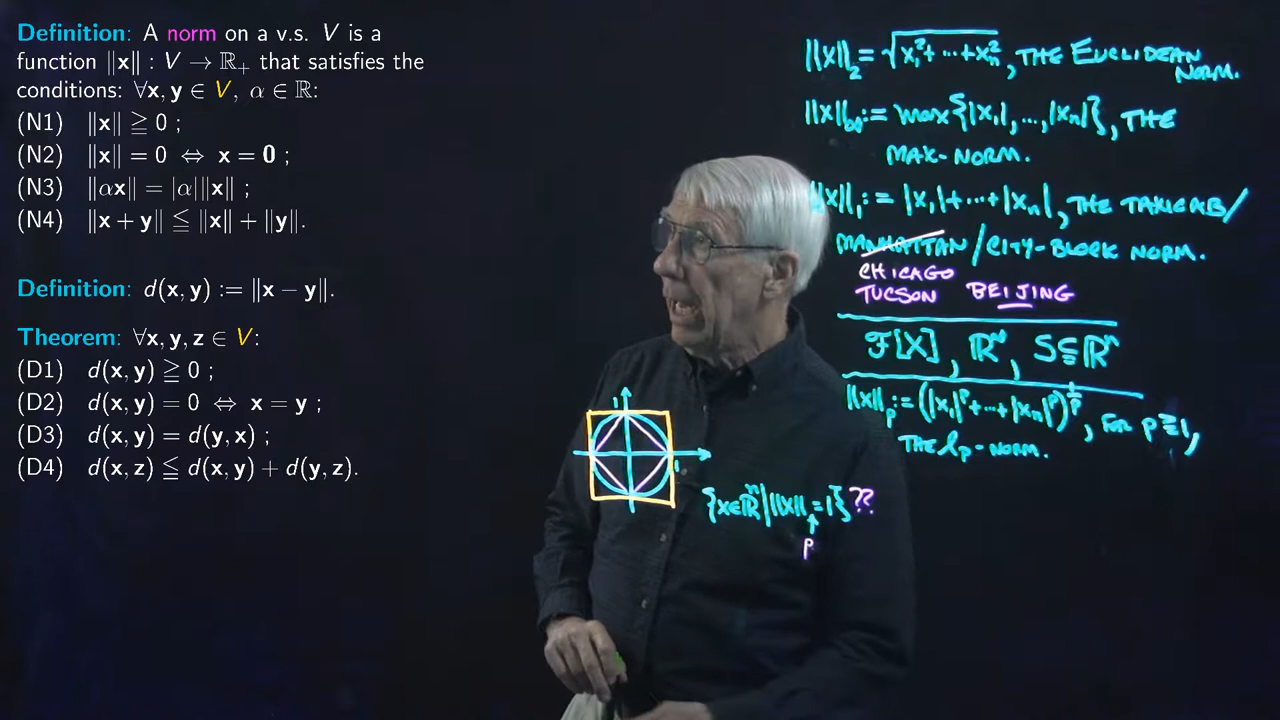 Definition: A norm on a v.s. V is a
function ‖x‖ : V → ℝ₊ that satisfies the
conditions: ∀x, y ∈ V, α ∈ ℝ:
(N1) ‖x‖ ≧ 0 ;
(N2) ‖x‖ = 0 ⇔ x = 0 ;
(N3) ‖αx‖ = |α|‖x‖ ;
(N4) ‖x + y‖ ≦ ‖x‖ + ‖y‖.
Definition: d(x, y) := ‖x − y‖.
Theorem: ∀x, y, z ∈ V:
(D1) d(x, y) ≧ 0 ;
(D2) d(x, y) = 0 ⇔ x = y ;
(D3) d(x, y) = d(y, x) ;
(D4) d(x, z) ≦ d(x, y) + d(y, z).
||x||₂ = √(x₁² + ⋯ + xₙ²), THE EUCLIDEAN
NORM.
||x||∞ := max{|x₁|, ..., |xₙ|}, THE
MAX-NORM.
||x||₁ := |x₁| + ⋯ + |xₙ|, THE TAXICAB/
MANHATTAN / CITY-BLOCK NORM.
CHICAGO
TUCSON BEIJING
ℱ[X], ℝⁿ, S ⊆ ℝⁿ
||x||ₚ := (|x₁|ᵖ + ⋯ + |xₙ|ᵖ)^(1/p), FOR p ≧ 1,
THE ℓₚ-NORM.
1
1
{x∈ℝⁿ | ||x|| = 1} ??
↑
P